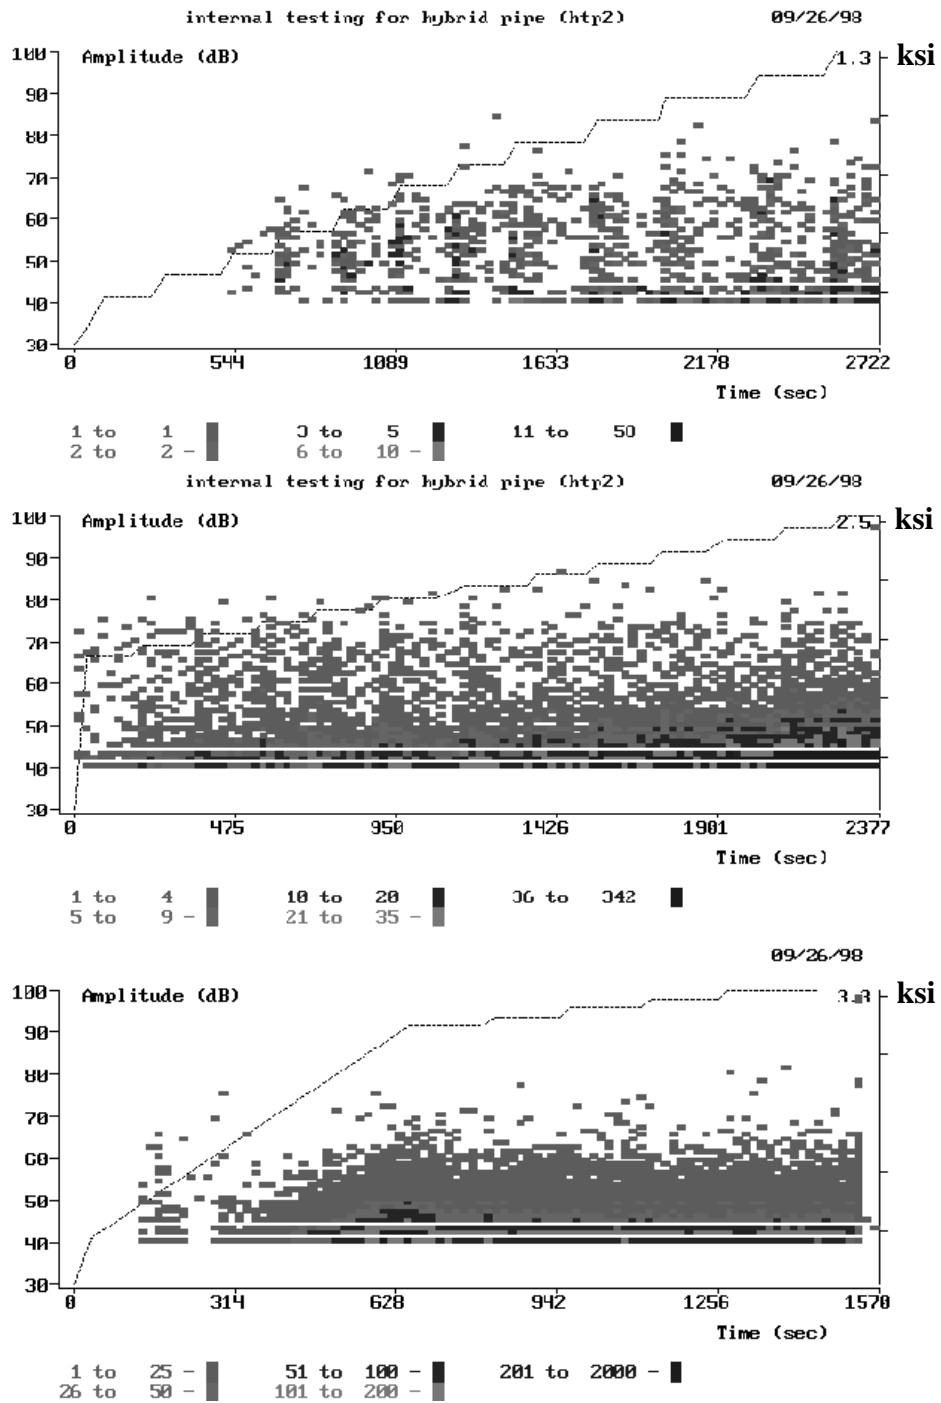 internal testing for hybrid pipe (htp2) 09/26/98
100 Amplitude (dB) 1.3 ksi
90
80
70
60
50
40
30
0 544 1089 1633 2178 2722
Time (sec)
1 to 1 3 to 5 11 to 50
2 to 2 - 6 to 10 -
internal testing for hybrid pipe (htp2) 09/26/98
100 Amplitude (dB) 2.5 ksi
90
80
70
60
50
40
30
0 475 950 1426 1901 2377
Time (sec)
1 to 4 10 to 20 36 to 342
5 to 9 - 21 to 35 -
09/26/98
100 Amplitude (dB) 3.3 ksi
90
80
70
60
50
40
30
0 314 628 942 1256 1570
Time (sec)
1 to 25 - 51 to 100 - 201 to 2000 -
26 to 50 - 101 to 200 -